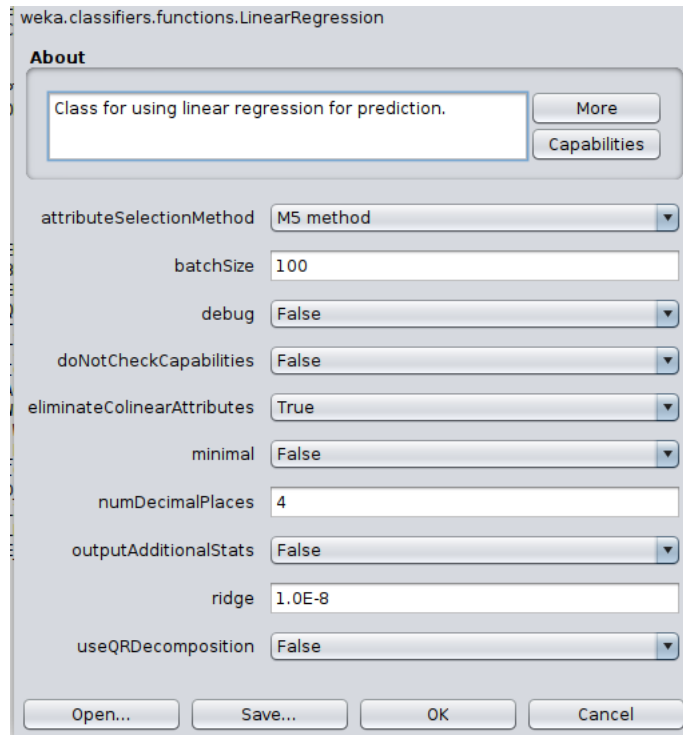 weka.classifiers.functions.LinearRegression
About
Class for using linear regression for prediction.
More
Capabilities
attributeSelectionMethod M5 method
batchSize 100
debug False
doNotCheckCapabilities False
eliminateColinearAttributes True
minimal False
numDecimalPlaces 4
outputAdditionalStats False
ridge 1.0E-8
useQRDecomposition False
Open... Save... OK Cancel